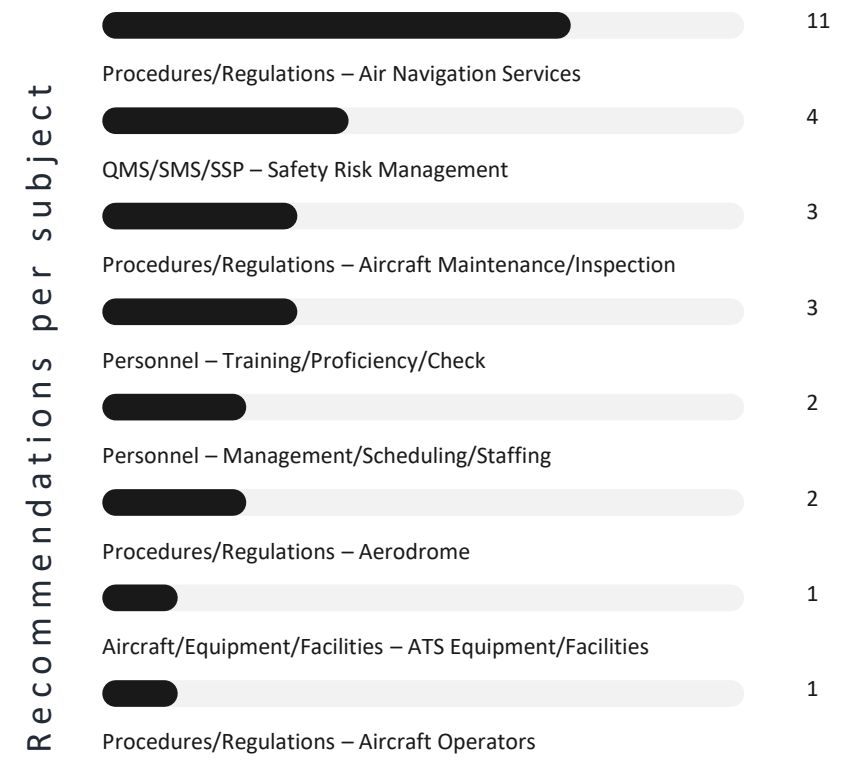 Recommendations per subject
11
Procedures/Regulations – Air Navigation Services
4
QMS/SMS/SSP – Safety Risk Management
3
Procedures/Regulations – Aircraft Maintenance/Inspection
3
Personnel – Training/Proficiency/Check
2
Personnel – Management/Scheduling/Staffing
2
Procedures/Regulations – Aerodrome
1
Aircraft/Equipment/Facilities – ATS Equipment/Facilities
1
Procedures/Regulations – Aircraft Operators